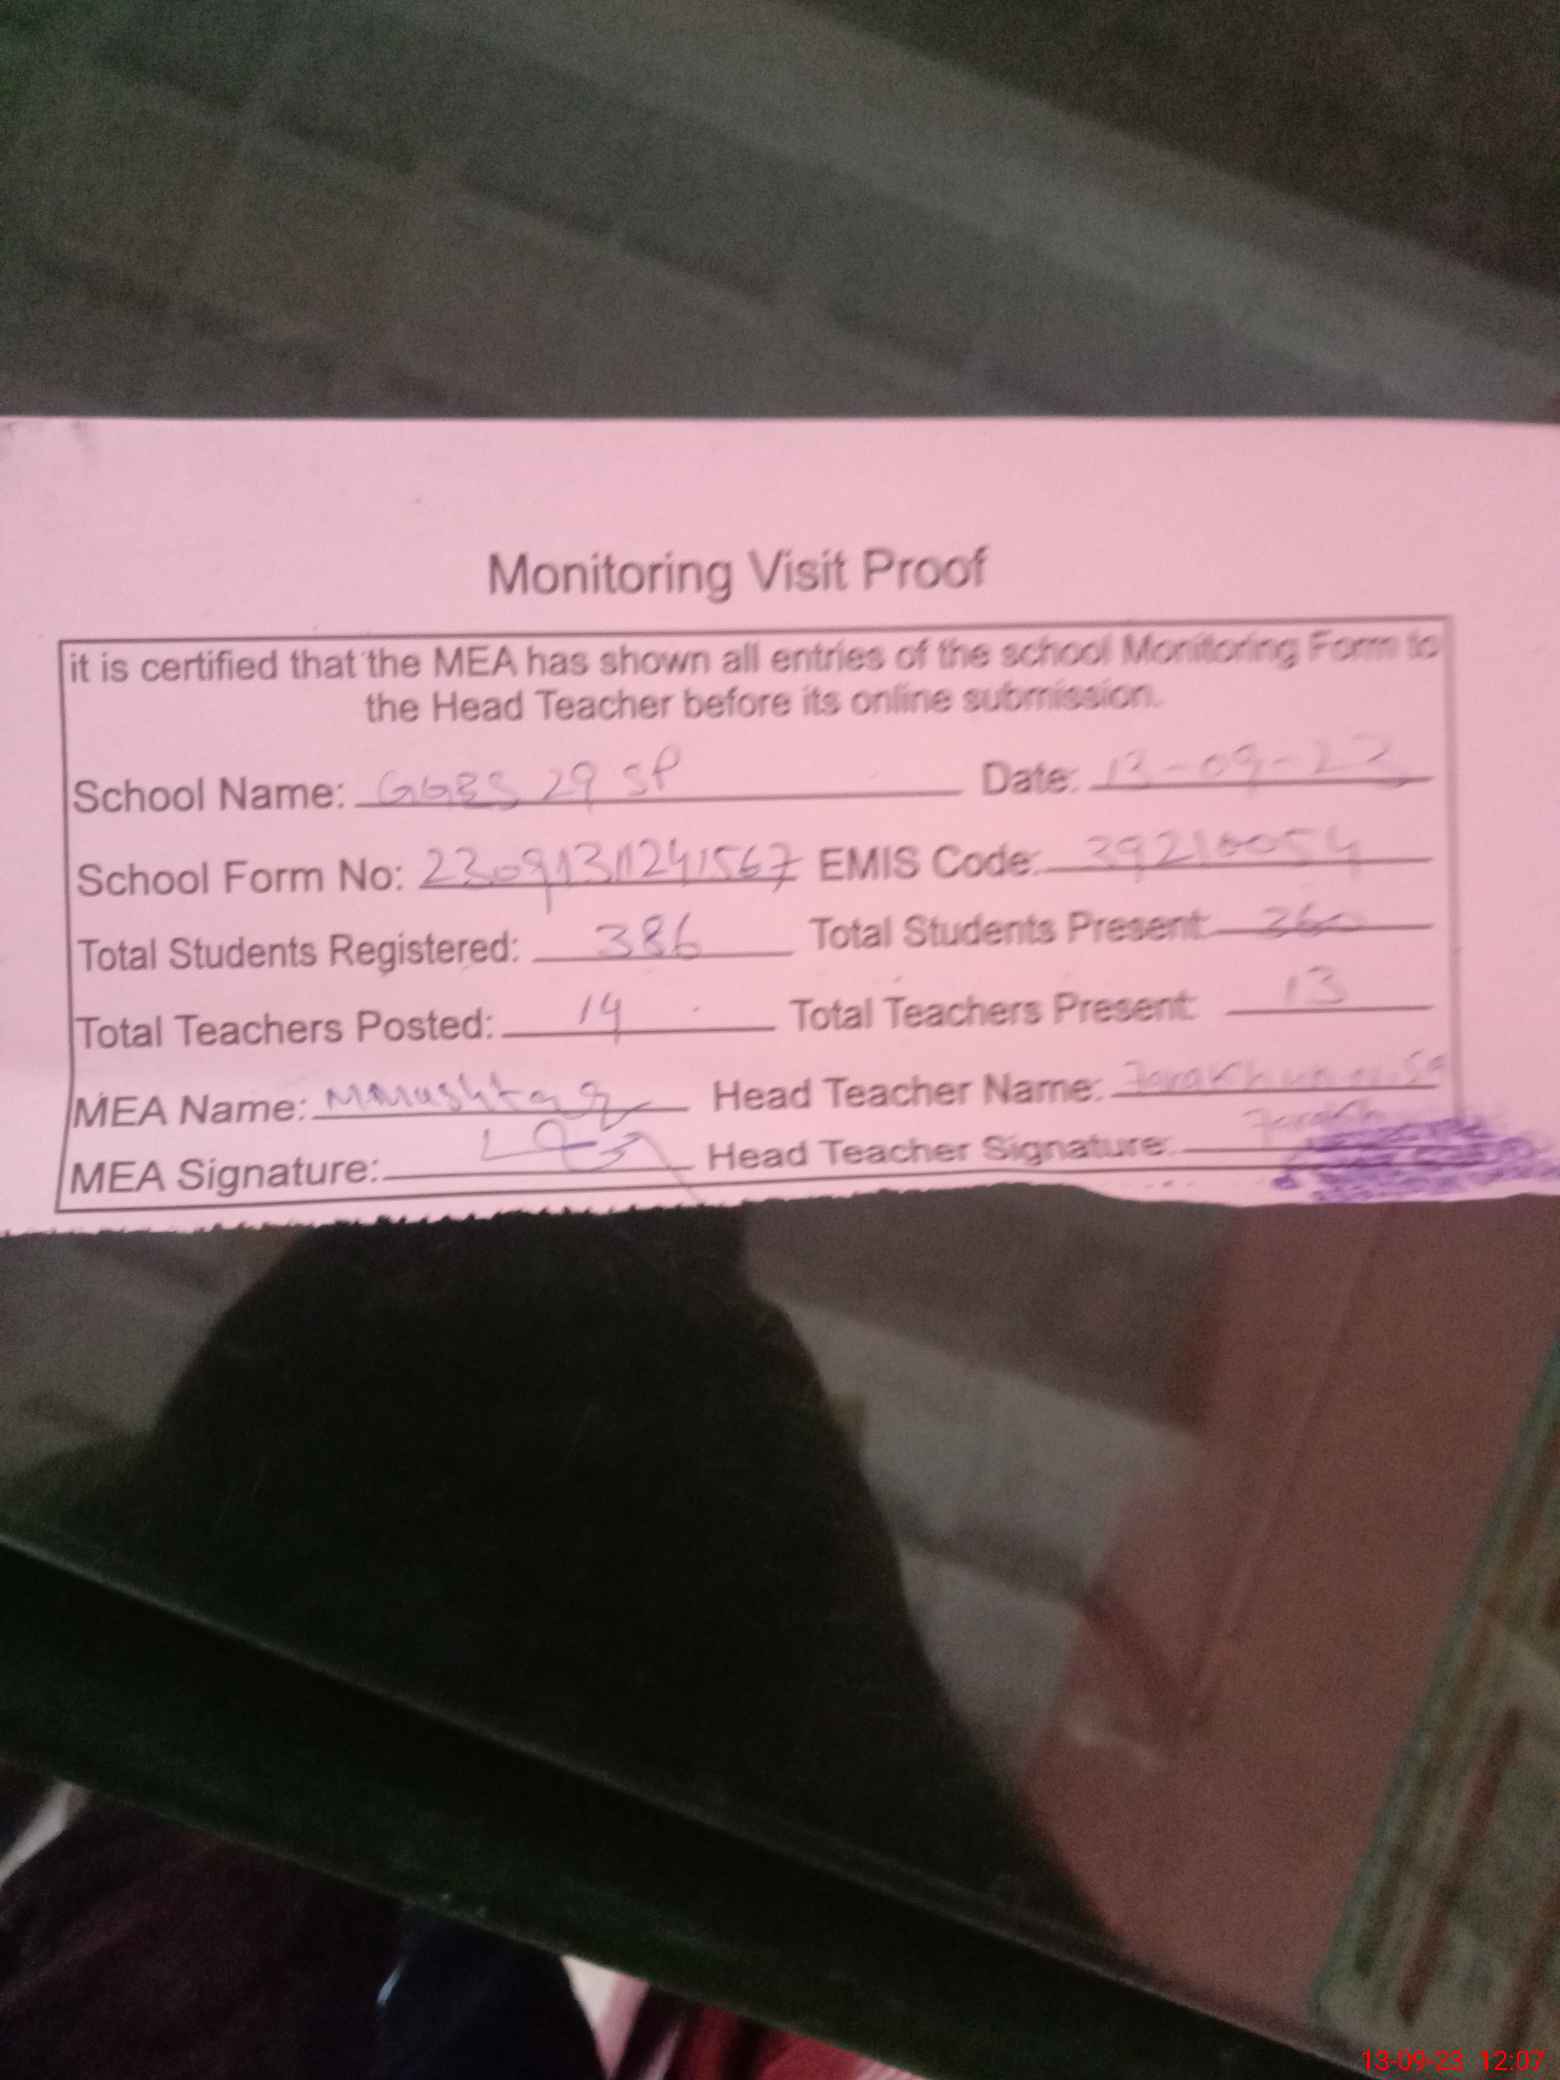 Monitoring Visit Proof
it is certified that the MEA has shown all entries of the school Monitoring Form to
the Head Teacher before its online submission.
School Name: GGES 29 SP Date: 13-09-23
School Form No: 23091311241567 EMIS Code: 39210054
Total Students Registered: 386 Total Students Present: 360
Total Teachers Posted: 14 Total Teachers Present: 13
MEA Name: M Mushtaq Head Teacher Name:
MEA Signature: Head Teacher Signature:
13-09-23 12:07